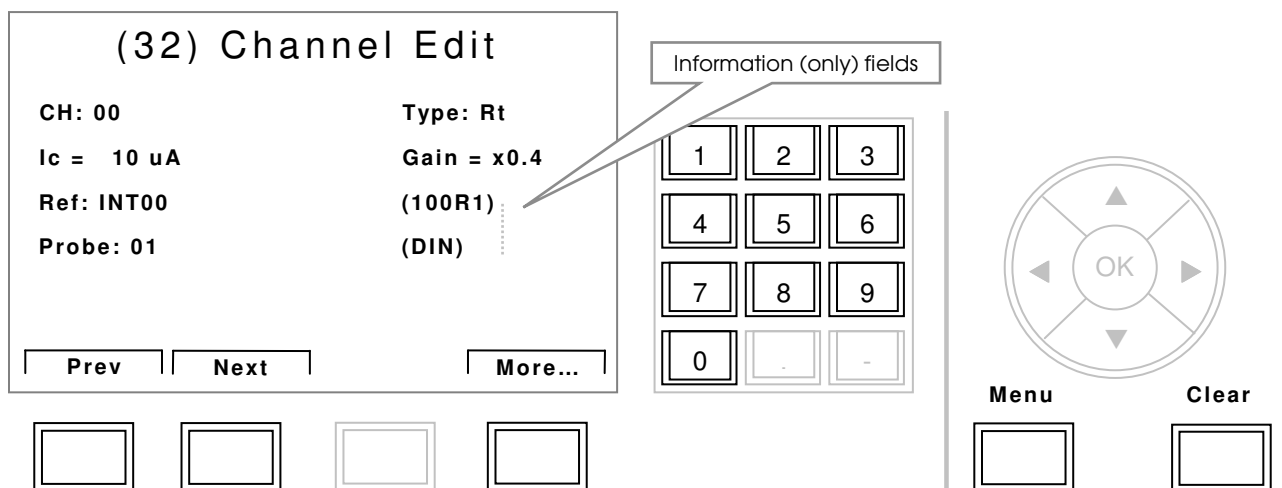 (32) Channel Edit
Information (only) fields
CH: 00 Type: Rt
Ic = 10 uA Gain = x0.4
Ref: INT00 (100R1)
Probe: 01 (DIN)
Prev Next More...
1 2 3
4 5 6
7 8 9
0 . -
OK
Menu Clear